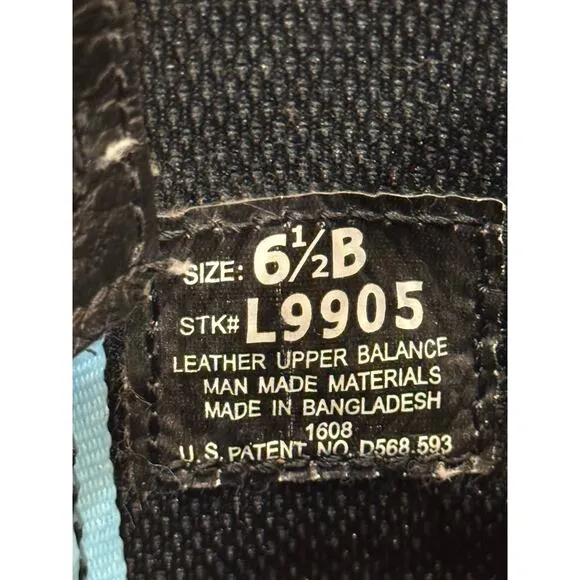 SIZE: 6½B
STK# L9905
LEATHER UPPER BALANCE
MAN MADE MATERIALS
MADE IN BANGLADESH
1608
U.S. PATENT NO. D568.593